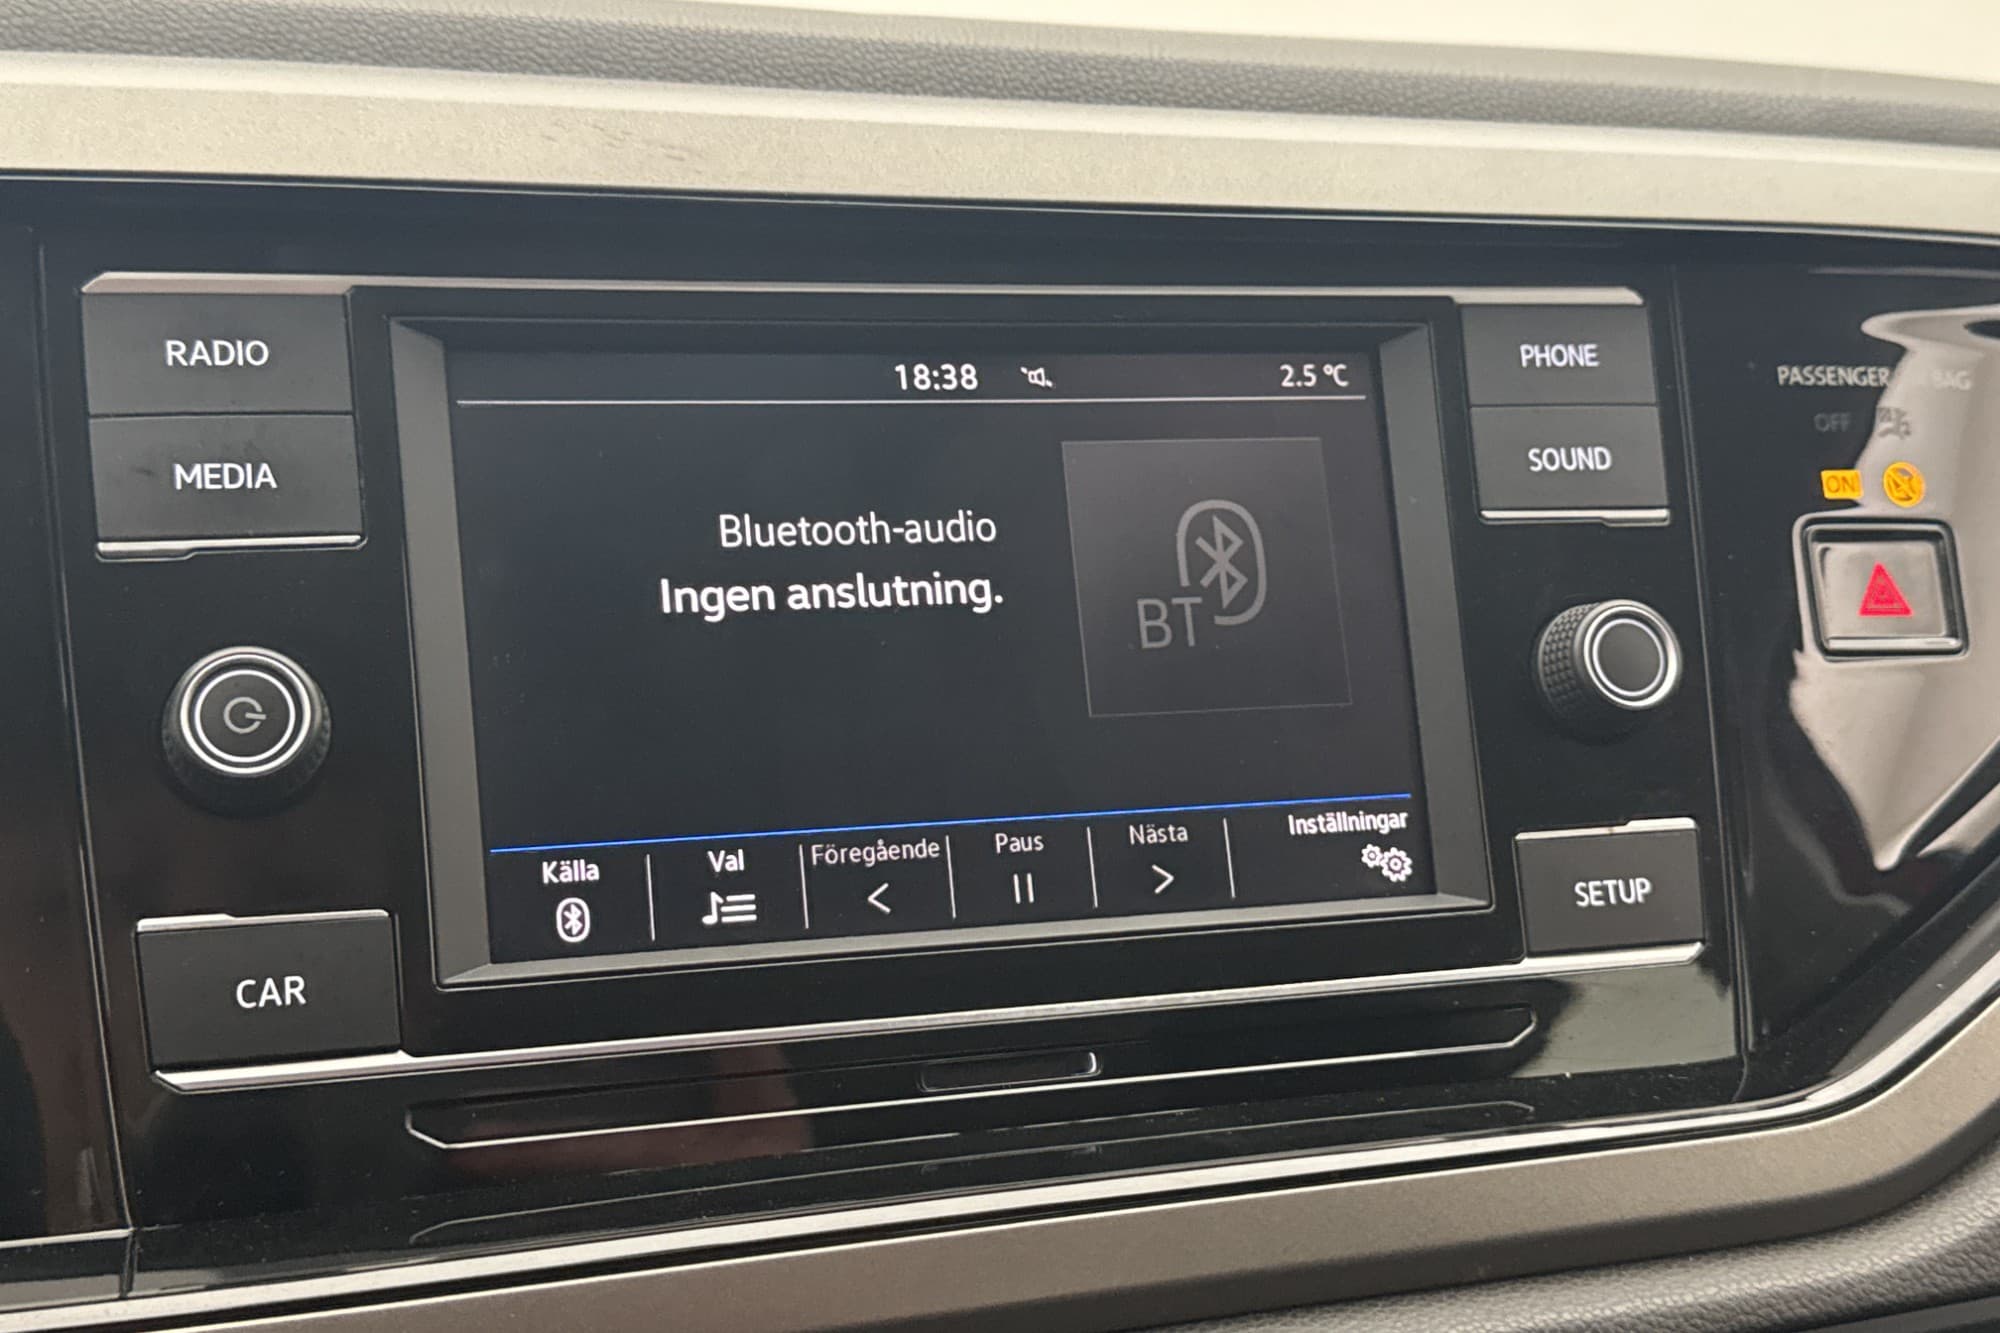 RADIO
MEDIA
CAR
18:38
2.5 °C
Bluetooth-audio
Ingen anslutning.
BT
Källa
Val
Föregående
Paus
Nästa
Inställningar
PHONE
SOUND
SETUP
PASSENGER
OFF
ON